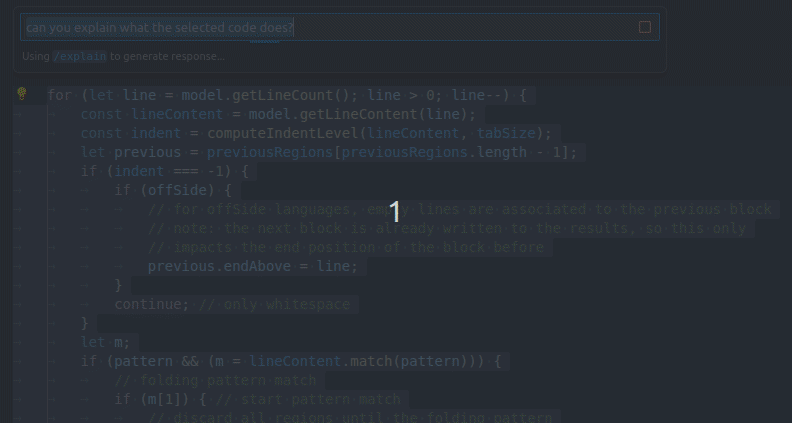 can you explain what the selected code does?
Using /explain to generate response...
for (let line = model.getLineCount(); line > 0; line--) {
const lineContent = model.getLineContent(line);
const indent = computeIndentLevel(lineContent, tabSize);
let previous = previousRegions[previousRegions.length - 1];
if (indent === -1) {
if (offSide) {
// for offSide languages, empty lines are associated to the previous block
// note: the next block is already written to the results, so this only
// impacts the end position of the block before
previous.endAbove = line;
}
continue; // only whitespace
}
let m;
if (pattern && (m = lineContent.match(pattern))) {
// folding pattern match
if (m[1]) { // start pattern match
// discard all regions until the folding pattern
1